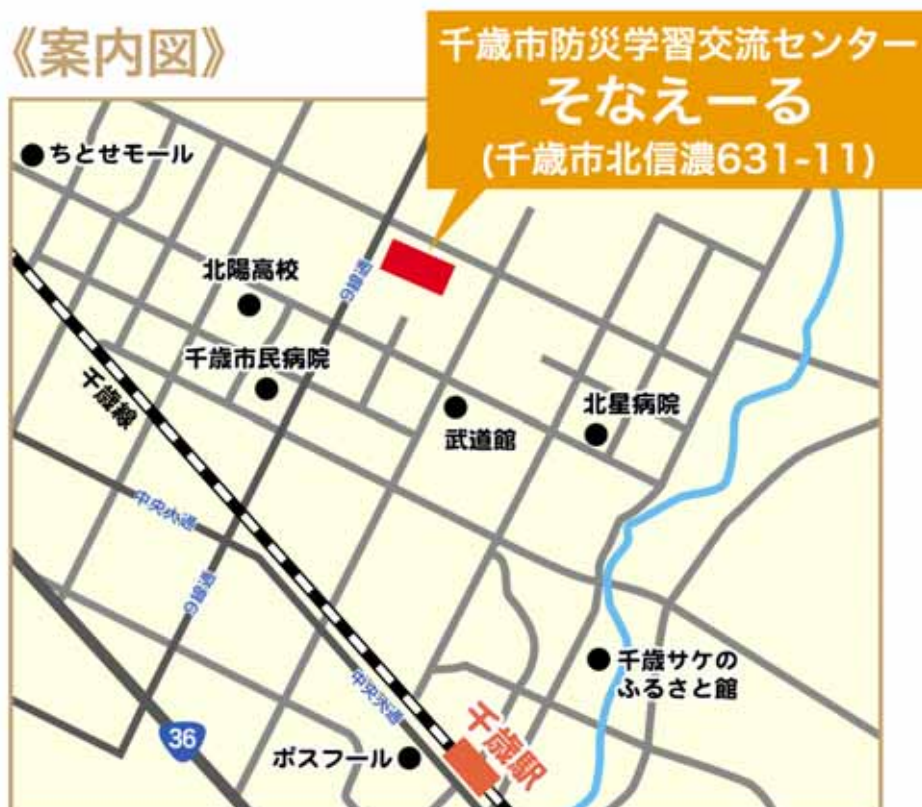 《案内図》
千歳市防災学習交流センター
そなえーる
(千歳市北信濃631-11)
ちとせモール
北陽高校
千歳市民病院
千歳線
武道館
北星病院
中央大通
中央大通
千歳サケの
ふるさと館
36
ポスフール
千歳駅